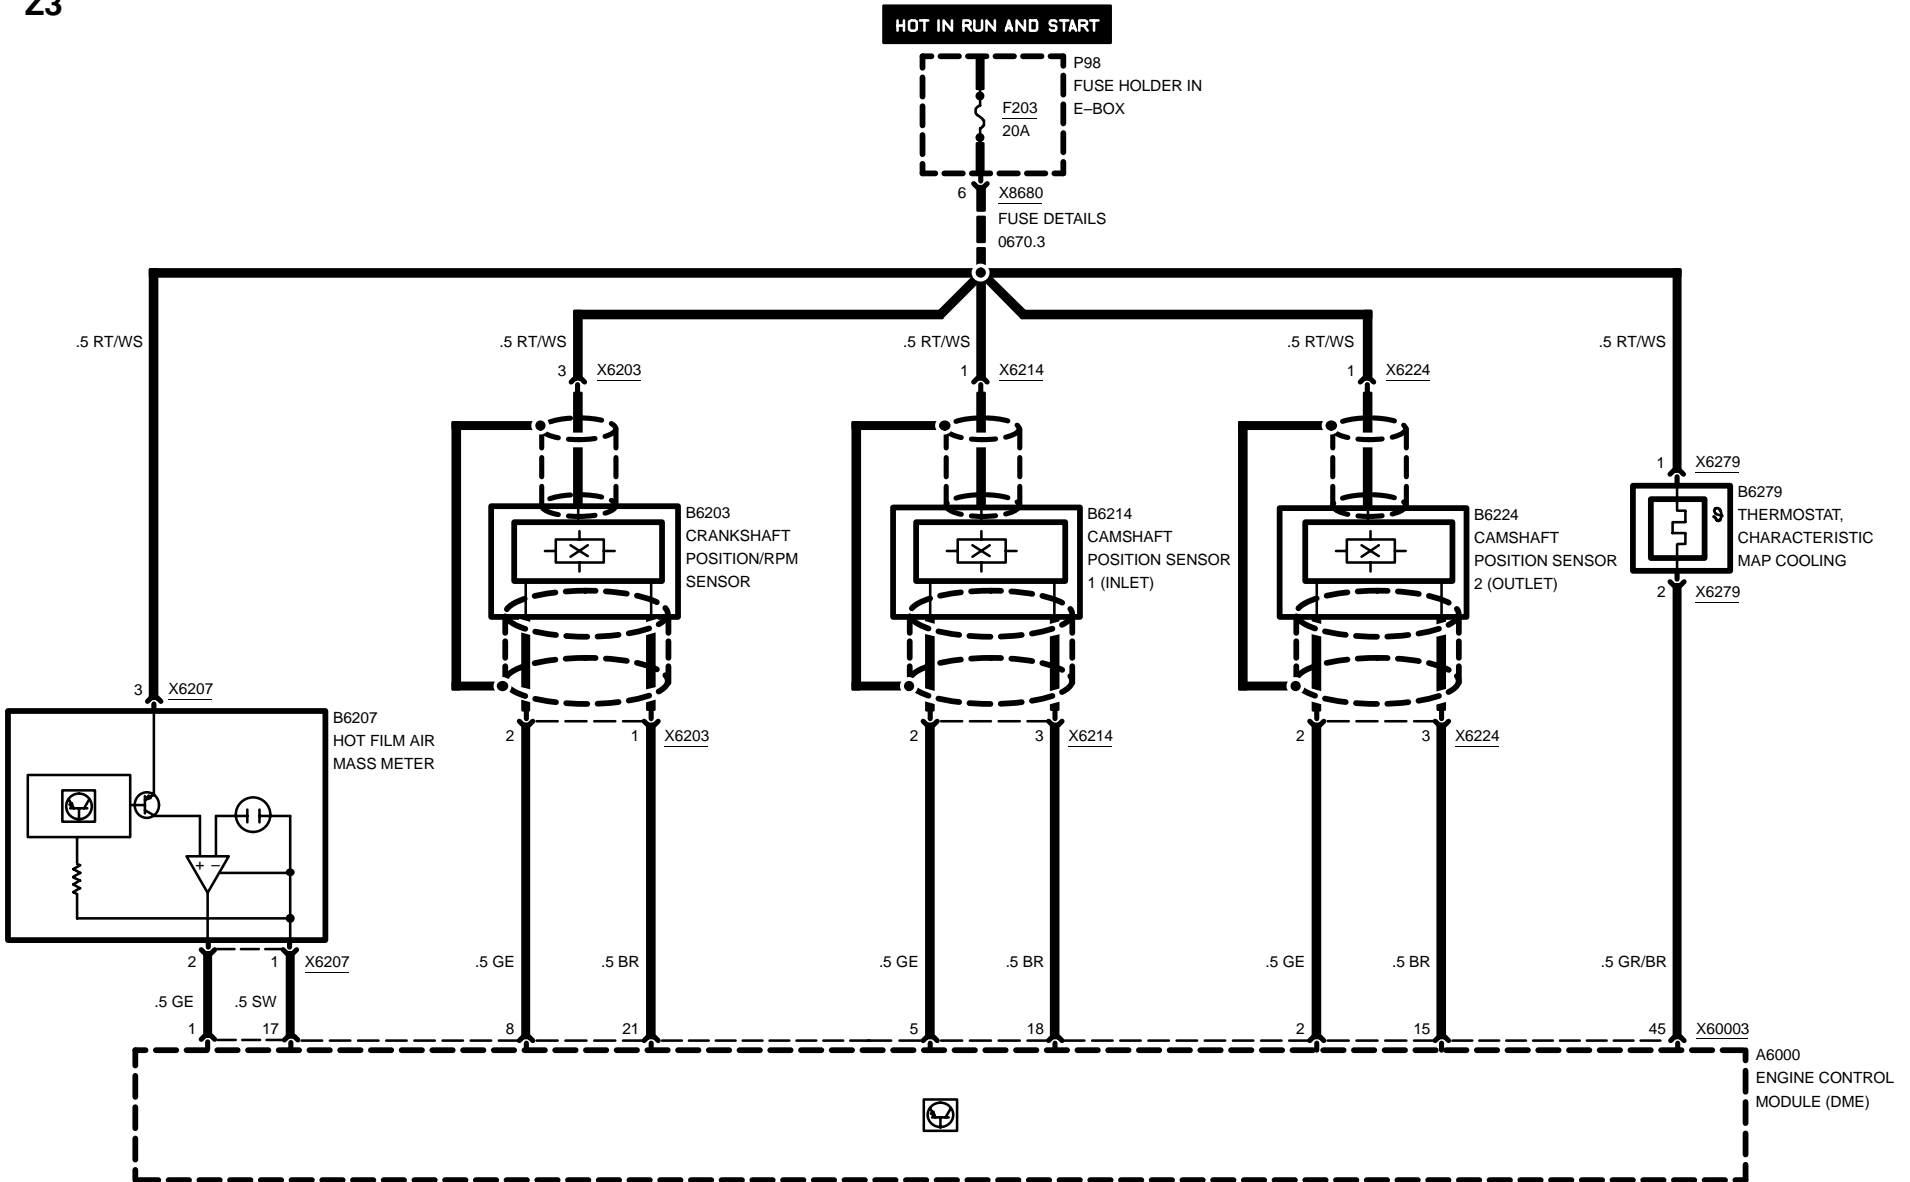 Z3
HOT IN RUN AND START
P98
FUSE HOLDER IN
E–BOX
F203
20A
6 X8680
FUSE DETAILS
0670.3
.5 RT/WS .5 RT/WS .5 RT/WS .5 RT/WS .5 RT/WS
3 X6203 1 X6214 1 X6224
1 X6279
B6279
THERMOSTAT,
CHARACTERISTIC
MAP COOLING
2 X6279
B6203
CRANKSHAFT
POSITION/RPM
SENSOR
B6214
CAMSHAFT
POSITION SENSOR
1 (INLET)
B6224
CAMSHAFT
POSITION SENSOR
2 (OUTLET)
3 X6207
B6207
HOT FILM AIR
MASS METER
+ –
2 1 X6203 2 3 X6214 2 3 X6224
2 1 X6207
.5 GE .5 BR .5 GE .5 BR .5 GE .5 BR .5 GR/BR
.5 GE .5 SW
1 17 8 21 5 18 2 15 45 X60003
A6000
ENGINE CONTROL
MODULE (DME)